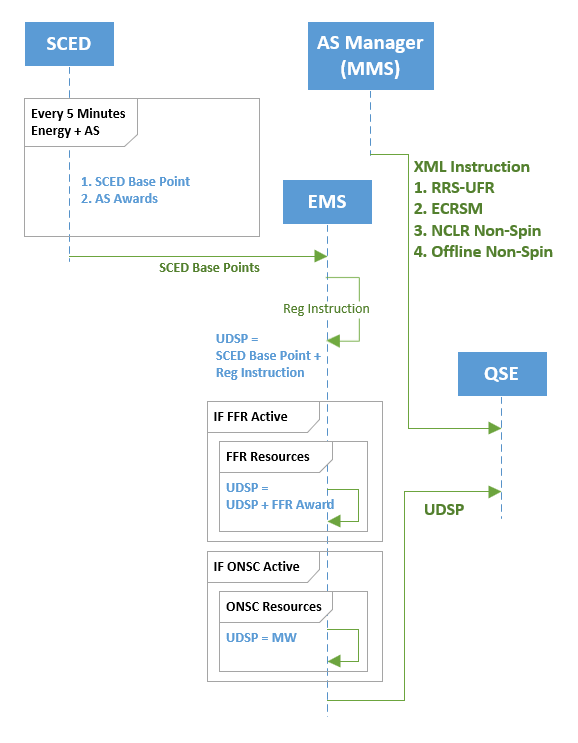 SCED
AS Manager
(MMS)
Every 5 Minutes
Energy + AS
1. SCED Base Point
2. AS Awards
XML Instruction
1. RRS-UFR
2. ECRSM
3. NCLR Non-Spin
4. Offline Non-Spin
EMS
SCED Base Points
Reg Instruction
UDSP =
SCED Base Point +
Reg Instruction
QSE
IF FFR Active
FFR Resources
UDSP =
UDSP + FFR Award
UDSP
IF ONSC Active
ONSC Resources
UDSP = MW